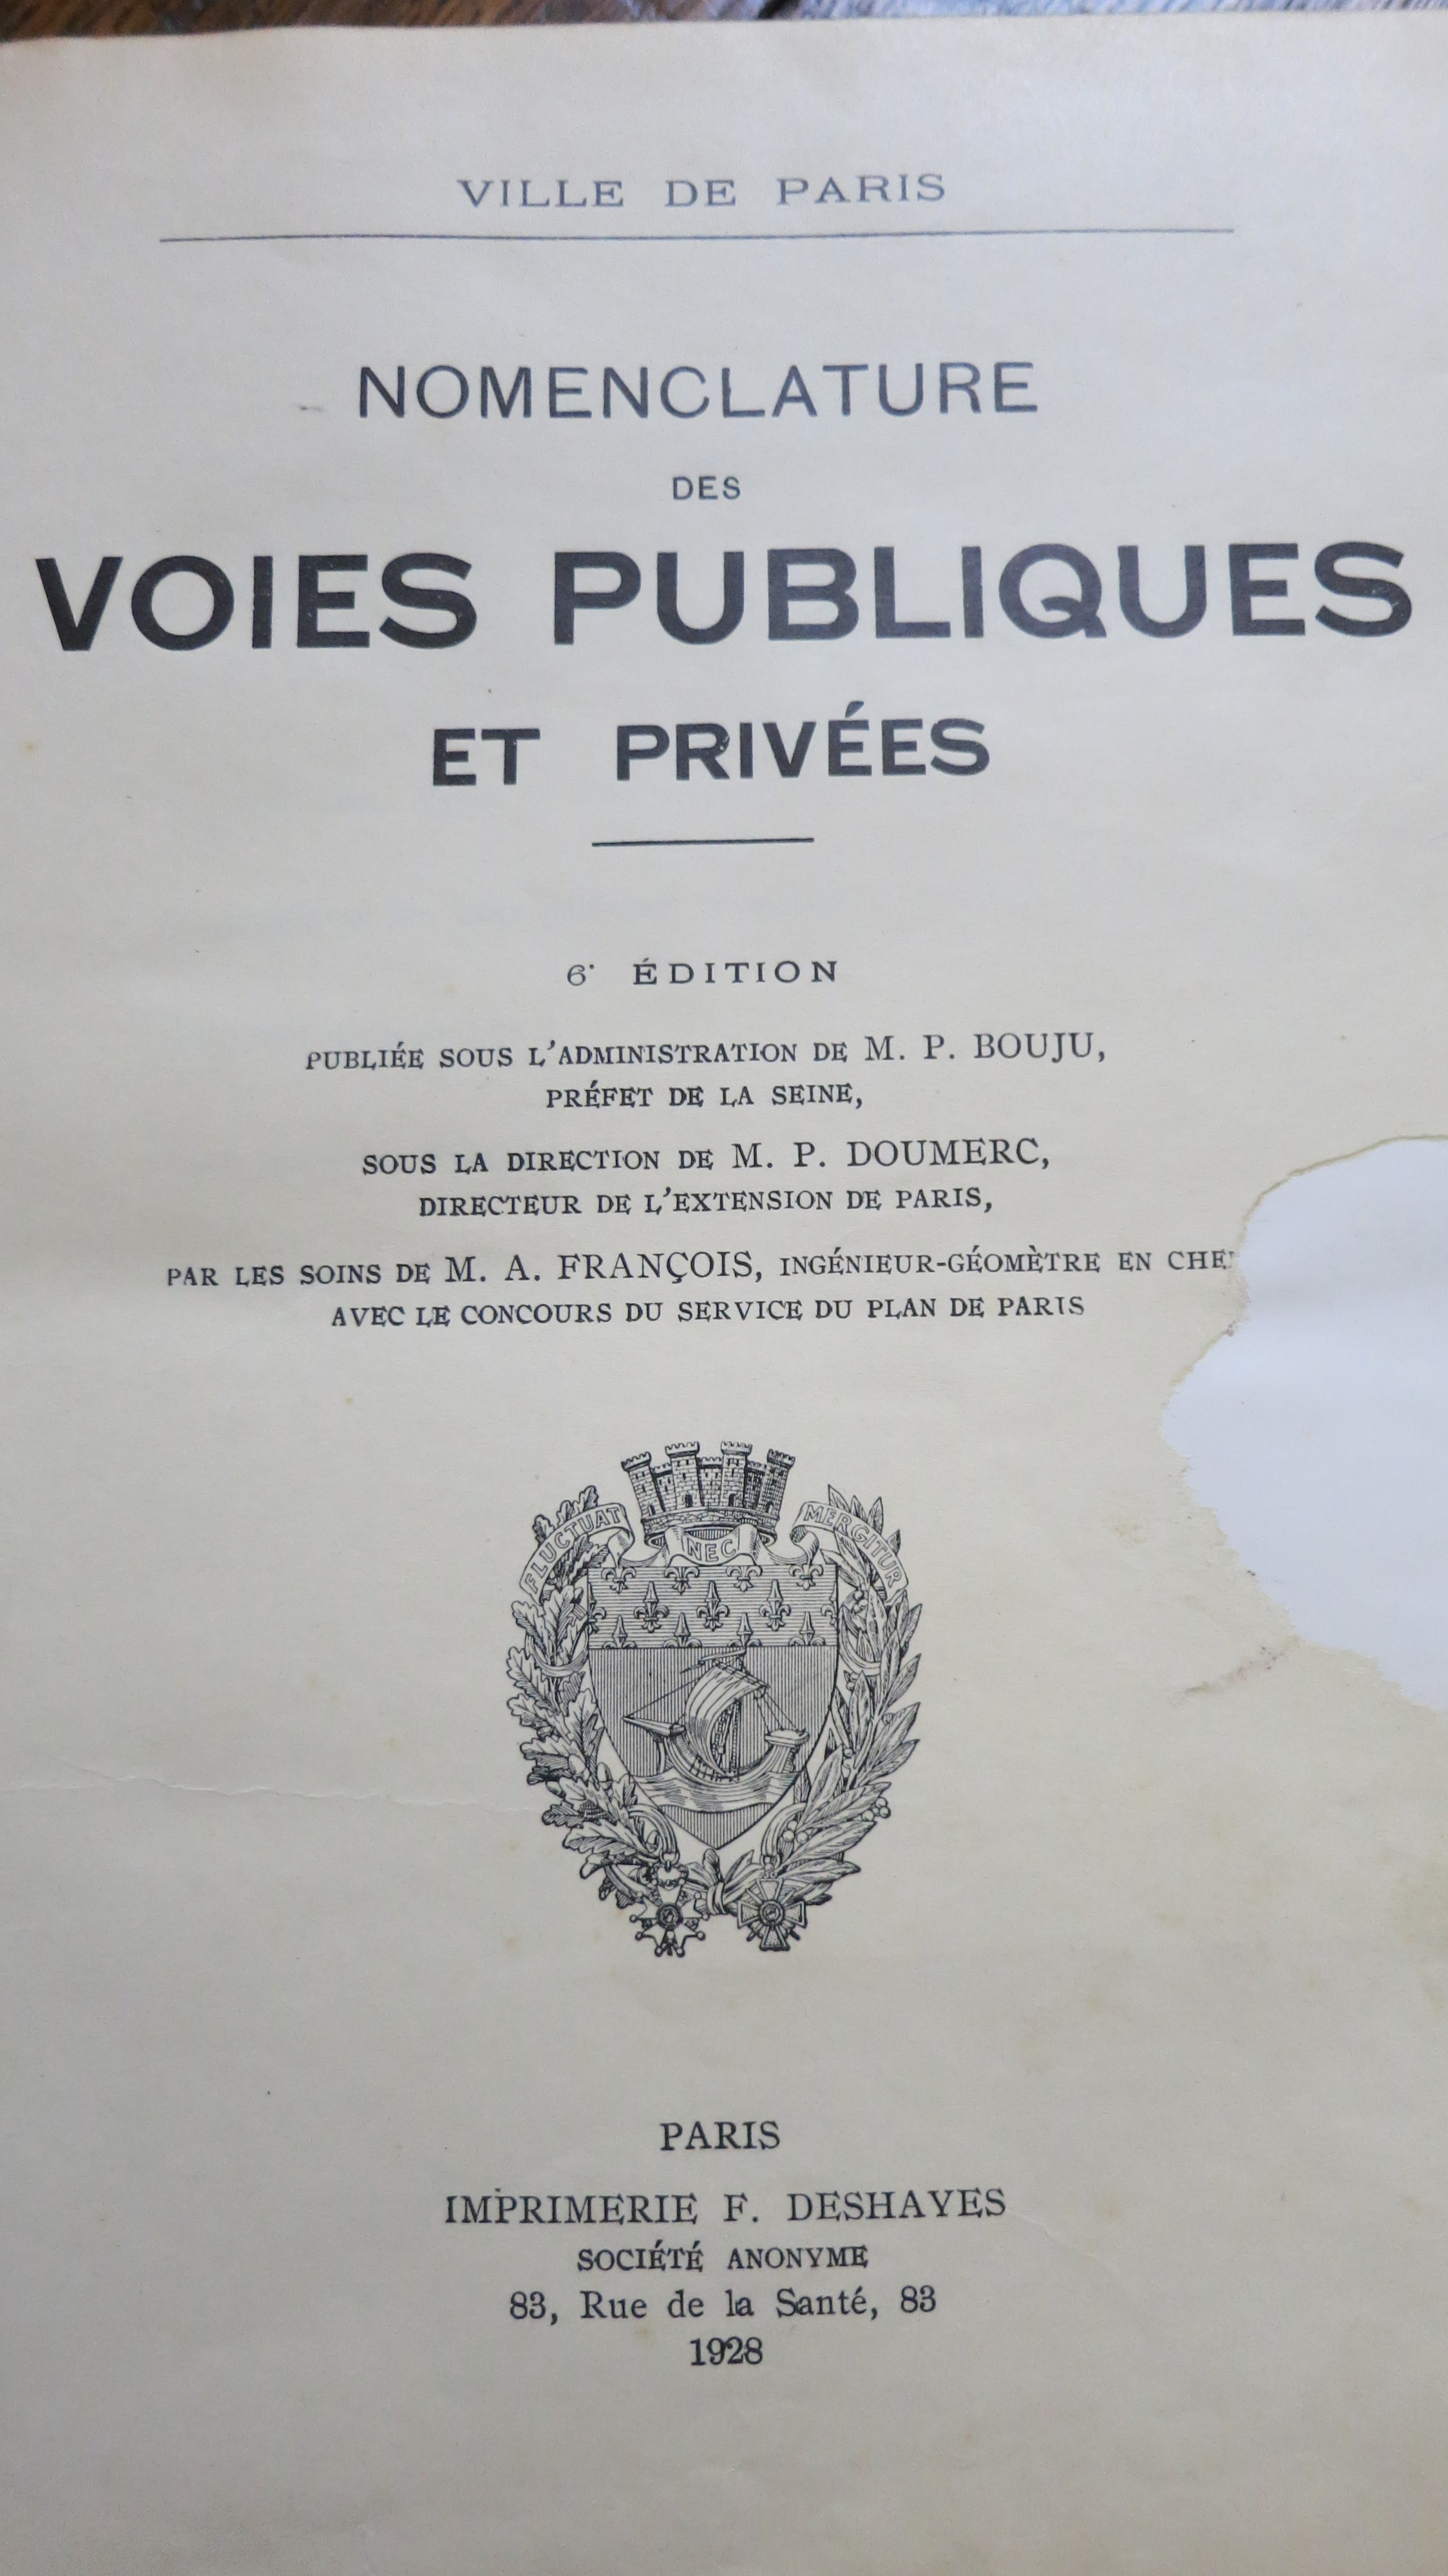 VILLE DE PARIS
NOMENCLATURE
DES
VOIES PUBLIQUES
ET PRIVÉES
6e ÉDITION
PUBLIÉE SOUS L'ADMINISTRATION DE M. P. BOUJU,
PRÉFET DE LA SEINE,
SOUS LA DIRECTION DE M. P. DOUMERC,
DIRECTEUR DE L'EXTENSION DE PARIS,
PAR LES SOINS DE M. A. FRANÇOIS, INGÉNIEUR-GÉOMÈTRE EN CHE
AVEC LE CONCOURS DU SERVICE DU PLAN DE PARIS
FLUCTUAT NEC MERGITUR
PARIS
IMPRIMERIE F. DESHAYES
SOCIÉTÉ ANONYME
83, Rue de la Santé, 83
1928